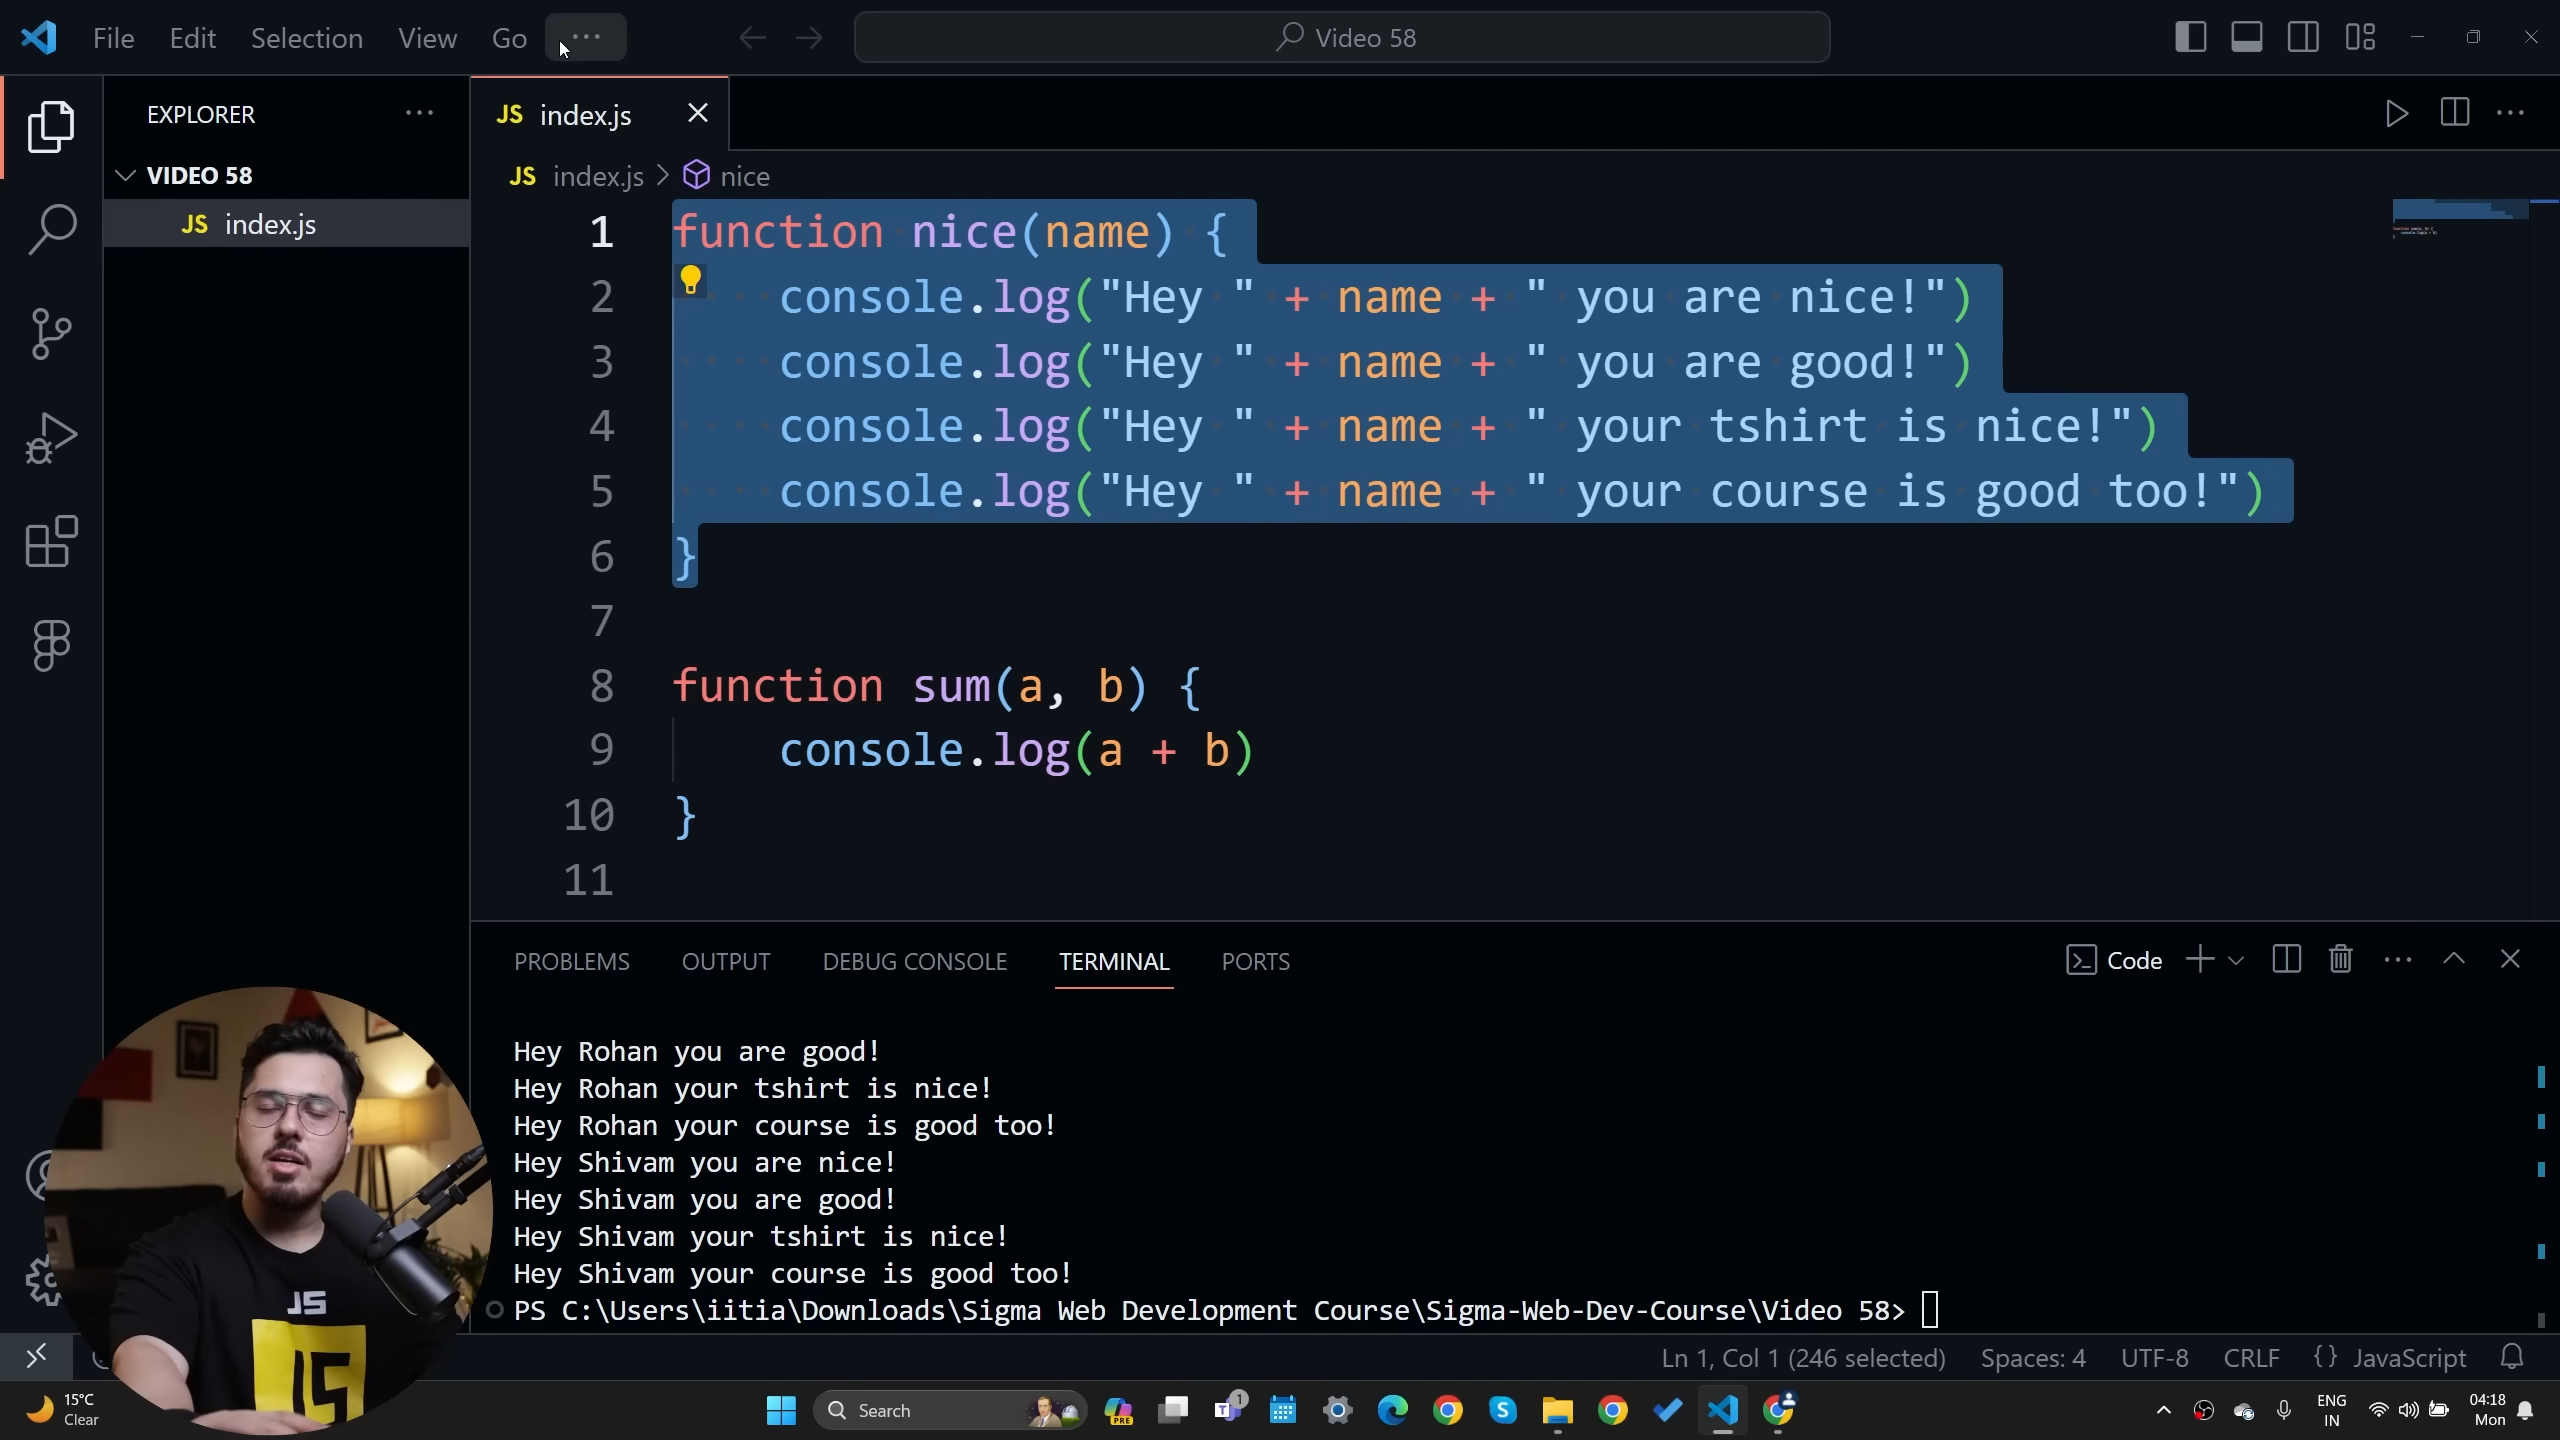 File Edit Selection View Go ··· Video 58
EXPLORER ···
VIDEO 58
JS index.js
JS index.js
JS index.js > nice
1 function nice(name) {
2 console.log("Hey " + name + " you are nice!")
3 console.log("Hey " + name + " you are good!")
4 console.log("Hey " + name + " your tshirt is nice!")
5 console.log("Hey " + name + " your course is good too!")
6 }
7
8 function sum(a, b) {
9 console.log(a + b)
10 }
11
PROBLEMS OUTPUT DEBUG CONSOLE TERMINAL PORTS Code
Hey Rohan you are good!
Hey Rohan your tshirt is nice!
Hey Rohan your course is good too!
Hey Shivam you are nice!
Hey Shivam you are good!
Hey Shivam your tshirt is nice!
Hey Shivam your course is good too!
PS C:\Users\iitia\Downloads\Sigma Web Development Course\Sigma-Web-Dev-Course\Video 58>
JS
JS
Ln 1, Col 1 (246 selected) Spaces: 4 UTF-8 CRLF {} JavaScript
15°C
Clear
Search
PRE
1
ENG
IN
04:18
Mon